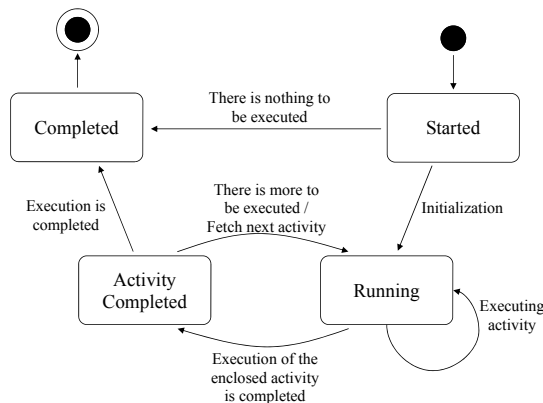 There is nothing to
be executed
Completed
Started
Execution is
completed
There is more to
be executed /
Fetch next activity
Initialization
Activity
Completed
Running
Executing
activity
Execution of the
enclosed activity
is completed